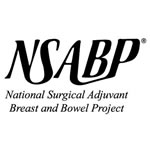 NSABP®
National Surgical Adjuvant
Breast and Bowel Project